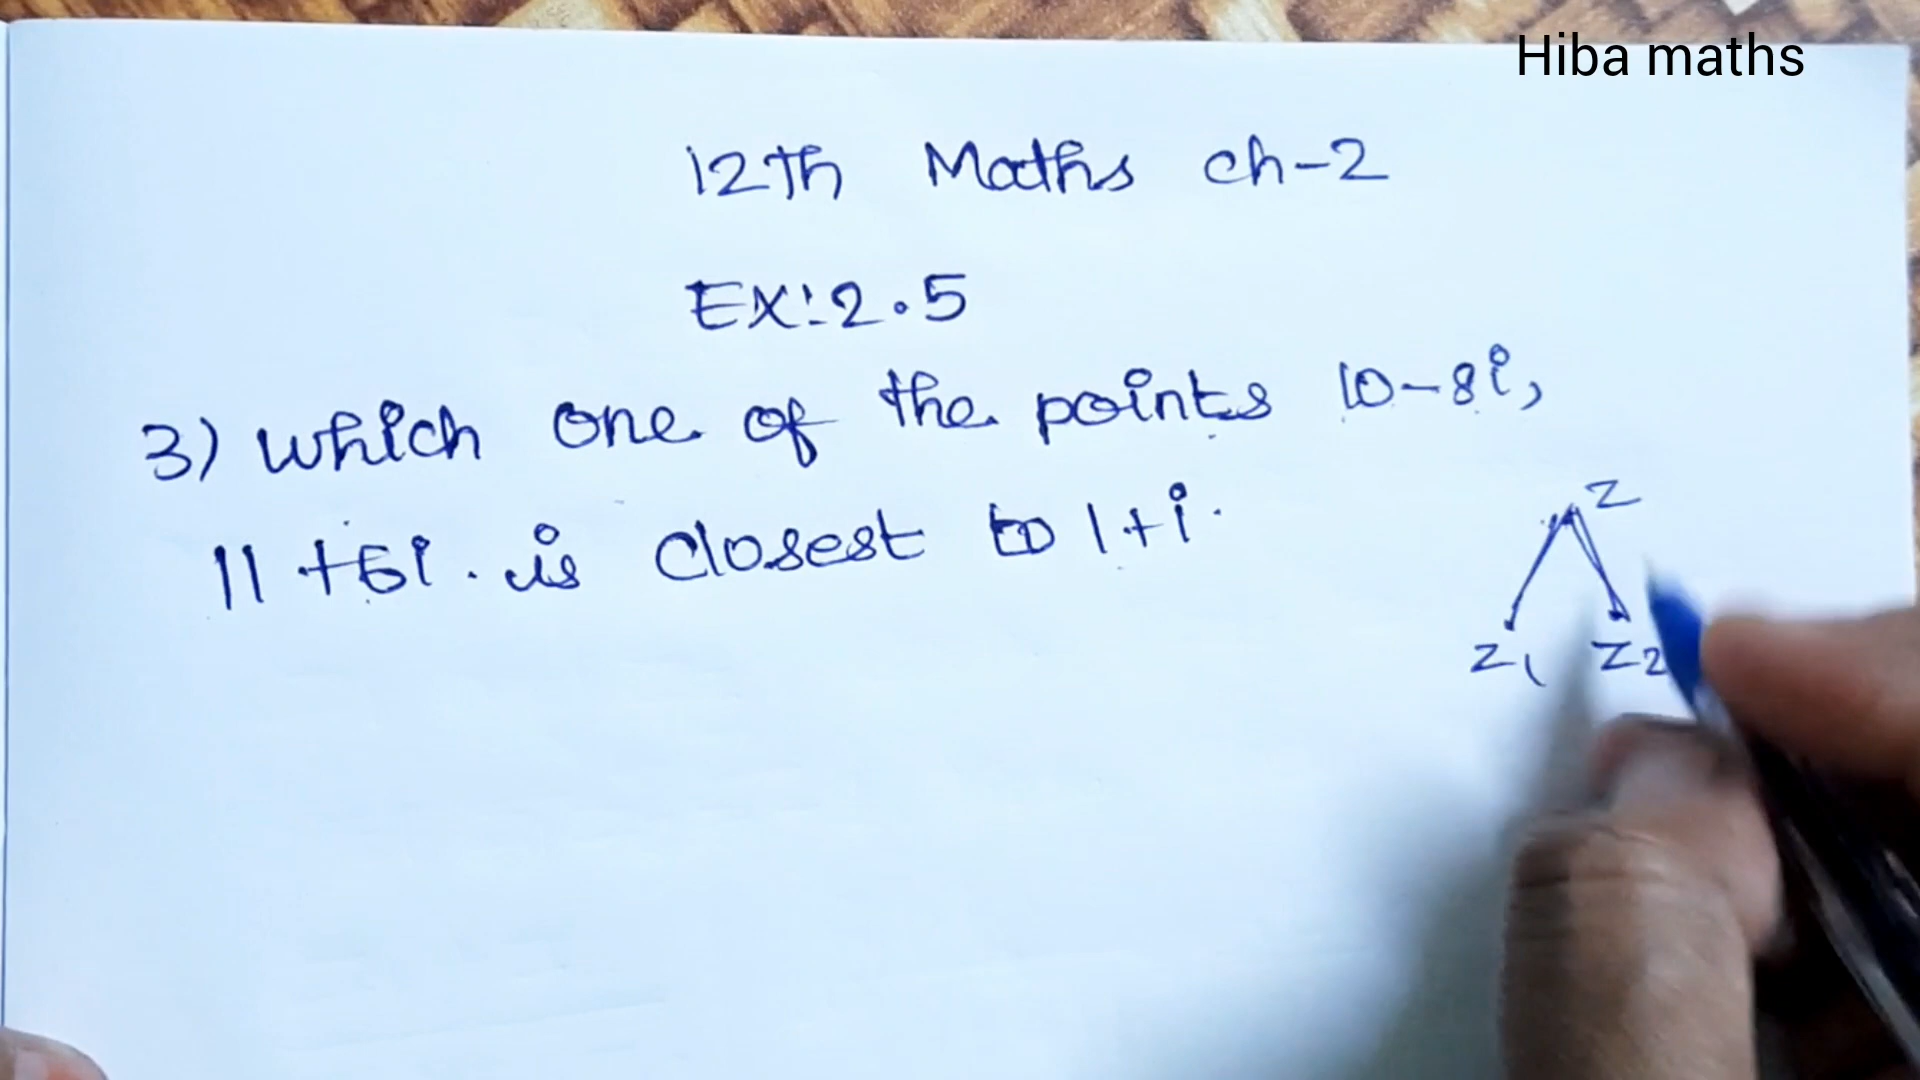 Hiba maths
12th Maths ch-2
EX:2.5
3) which one of the points 10-8i,
11+6i. is closest to 1+i.
Z
Z1 Z2